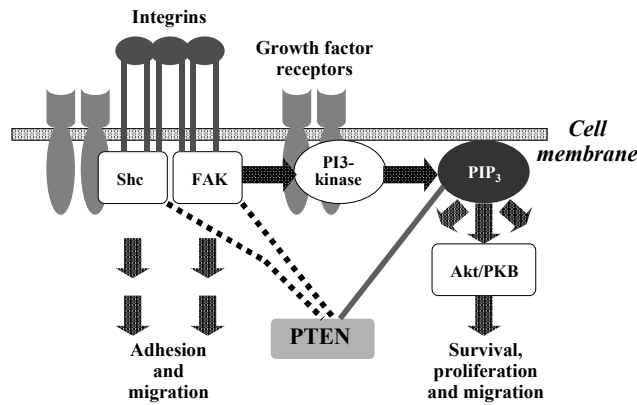 Integrins
Growth factor
receptors
Cell
membrane
Shc
FAK
PI3-
kinase
PIP3
Akt/PKB
PTEN
Adhesion
and
migration
Survival,
proliferation
and migration